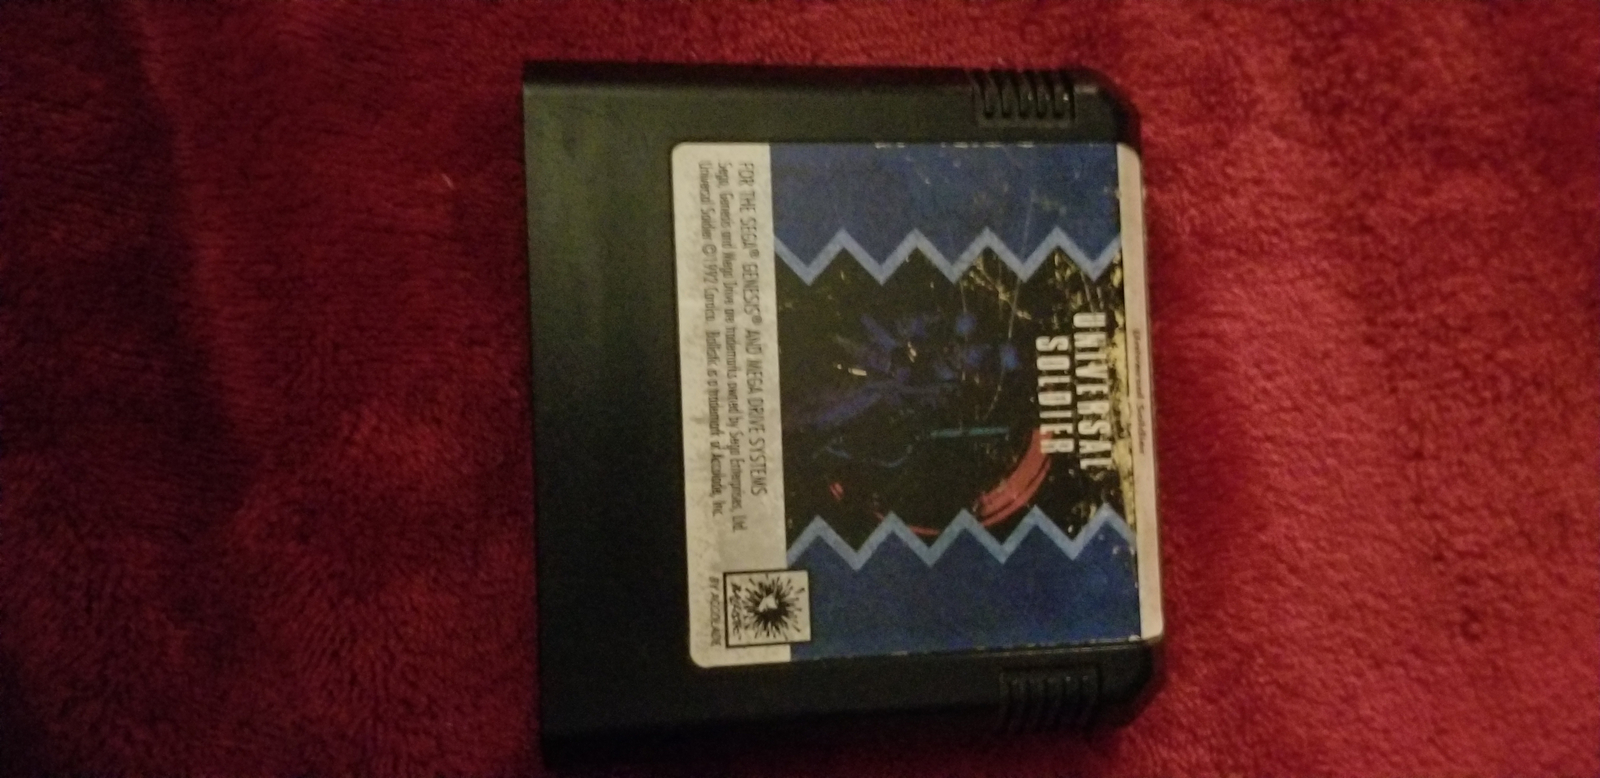 Universal Soldier
UNIVERSAL
SOLDIER
FOR THE SEGA® GENESIS® AND MEGA DRIVE SYSTEMS
Sega, Genesis and Mega Drive are trademarks owned by Sega Enterprises, Ltd.
Universal Soldier ©1992 Carolco. Ballistic is a trademark of Accolade, Inc.
BALLISTIC
BY ACCOLADE